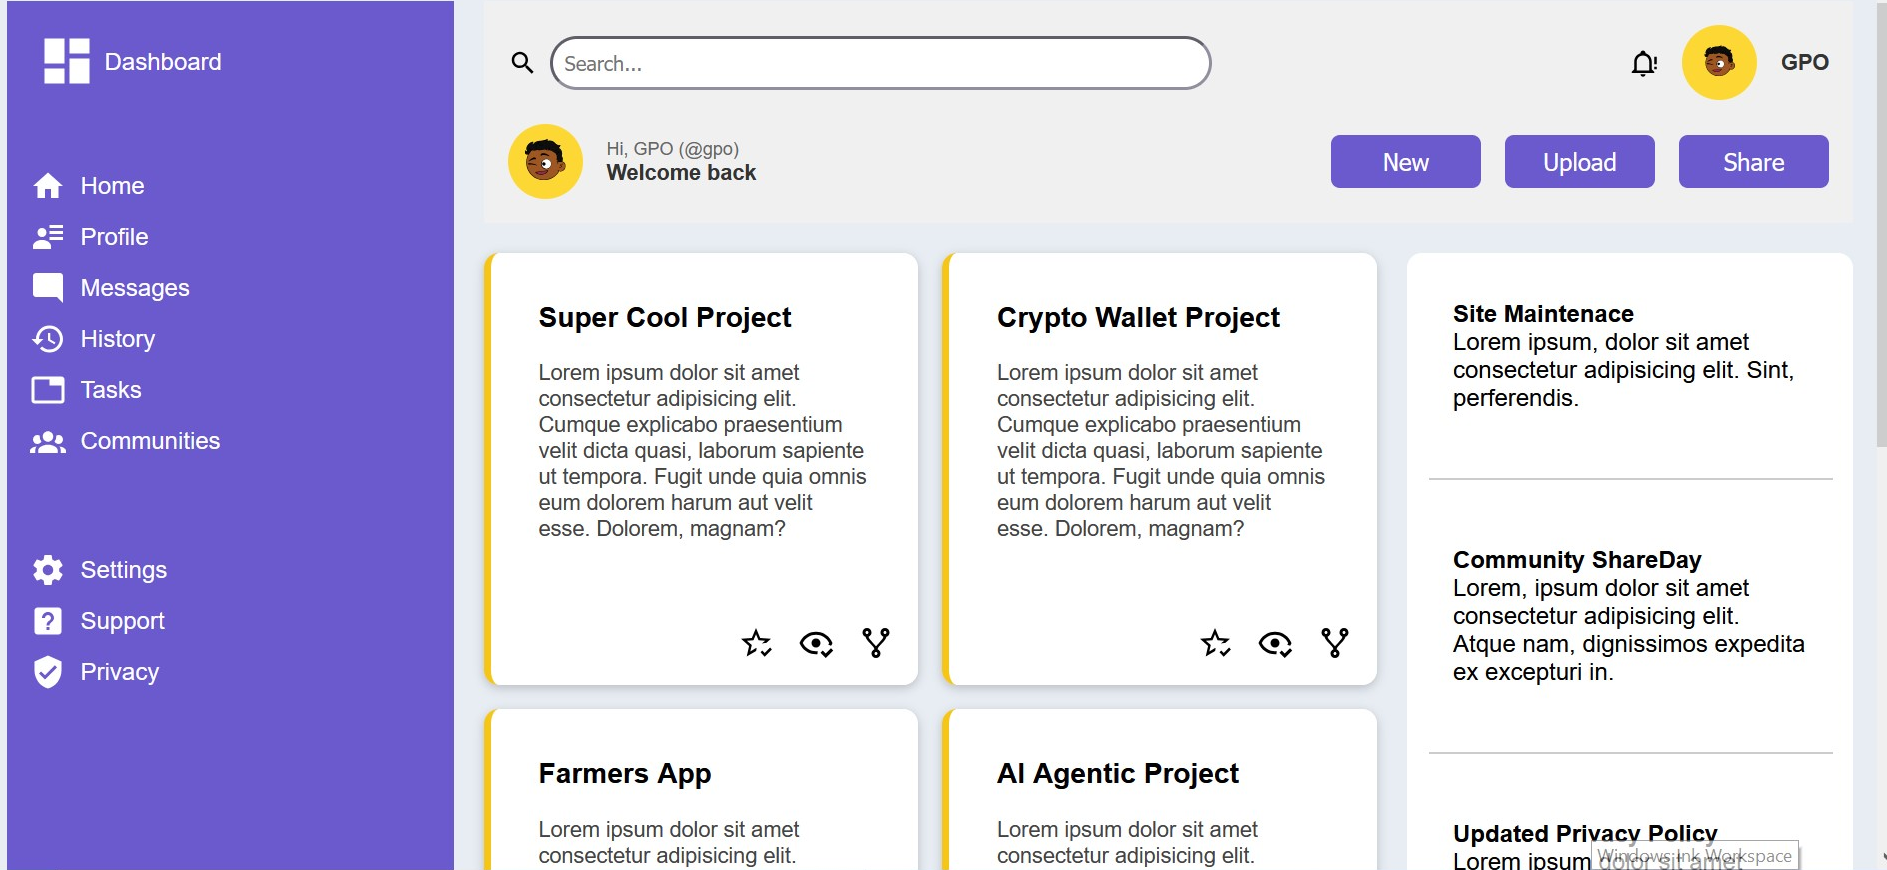 Dashboard
Home
Profile
Messages
History
Tasks
Communities
Settings
Support
Privacy
Search...
GPO
Hi, GPO (@gpo)
Welcome back
New
Upload
Share
Super Cool Project
Lorem ipsum dolor sit amet
consectetur adipisicing elit.
Cumque explicabo praesentium
velit dicta quasi, laborum sapiente
ut tempora. Fugit unde quia omnis
eum dolorem harum aut velit
esse. Dolorem, magnam?
Crypto Wallet Project
Lorem ipsum dolor sit amet
consectetur adipisicing elit.
Cumque explicabo praesentium
velit dicta quasi, laborum sapiente
ut tempora. Fugit unde quia omnis
eum dolorem harum aut velit
esse. Dolorem, magnam?
Farmers App
Lorem ipsum dolor sit amet
consectetur adipisicing elit.
AI Agentic Project
Lorem ipsum dolor sit amet
consectetur adipisicing elit.
Site Maintenace
Lorem ipsum, dolor sit amet
consectetur adipisicing elit. Sint,
perferendis.
Community ShareDay
Lorem, ipsum dolor sit amet
consectetur adipisicing elit.
Atque nam, dignissimos expedita
ex excepturi in.
Updated Privacy Policy
Lorem ipsum dolor sit amet
Windows Ink Workspace